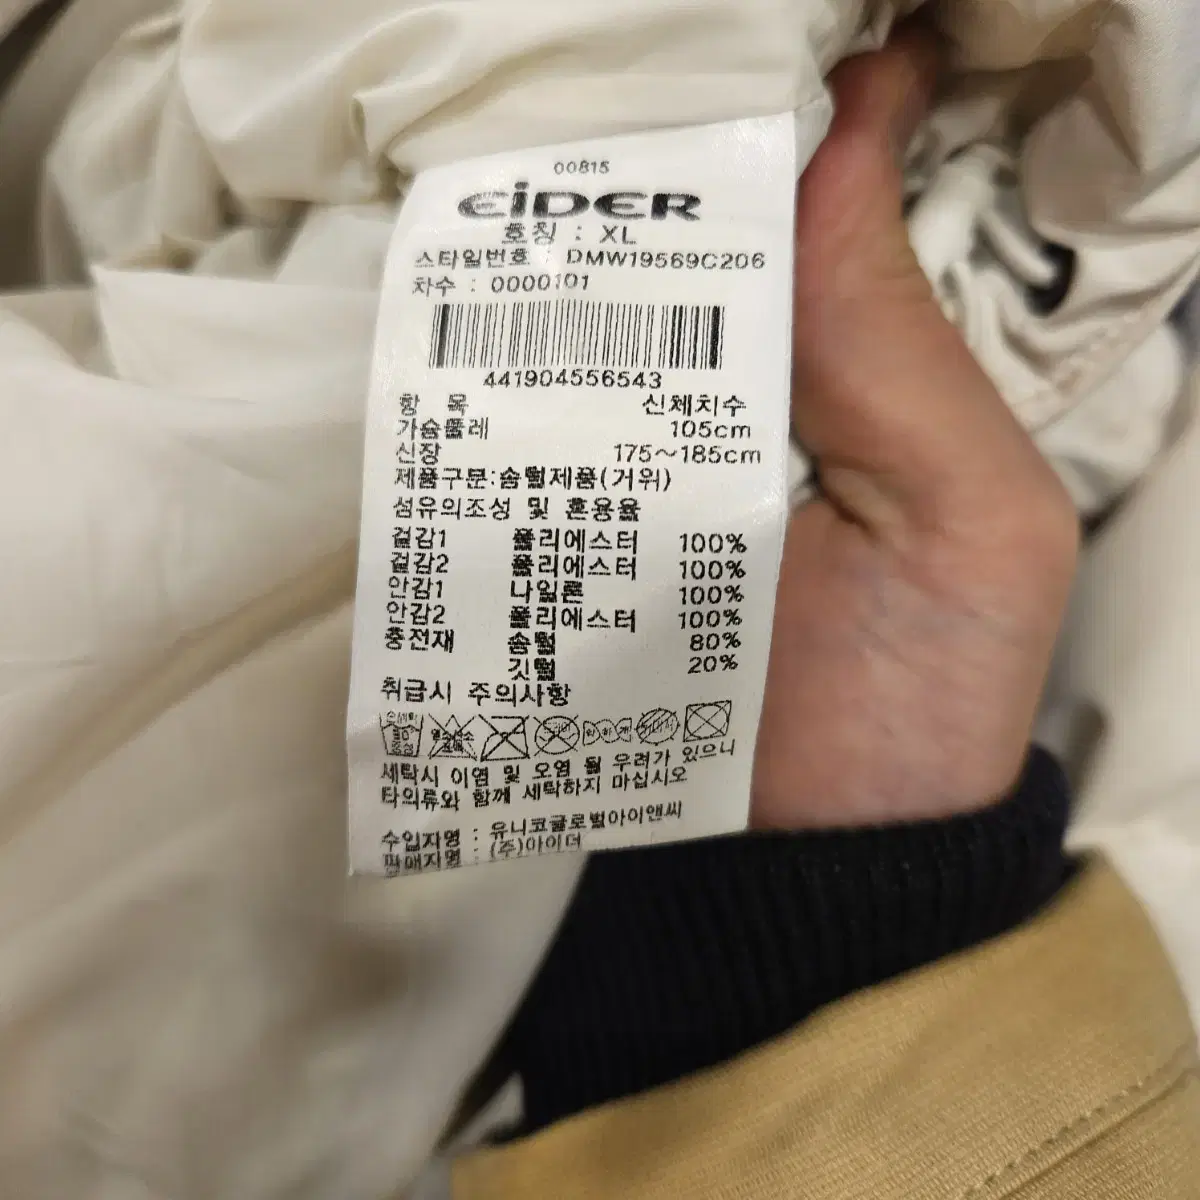 00815
EiDER
호칭 : XL
스타일번호 : DMW19569C206
차수 : 0000101
441904556543
항 목 신체치수
가슴둘레 105cm
신장 175~185cm
제품구분:솜털제품(거위)
섬유의조성 및 혼용율
겉감1 폴리에스터 100%
겉감2 폴리에스터 100%
안감1 나일론 100%
안감2 폴리에스터 100%
충전재 솜털 80%
깃털 20%
취급시 주의사항
세탁시 이염 및 오염 될 우려가 있으니
타의류와 함께 세탁하지 마십시오
수입자명 : 유니코글로벌아이앤씨
판매자명 : (주)아이더